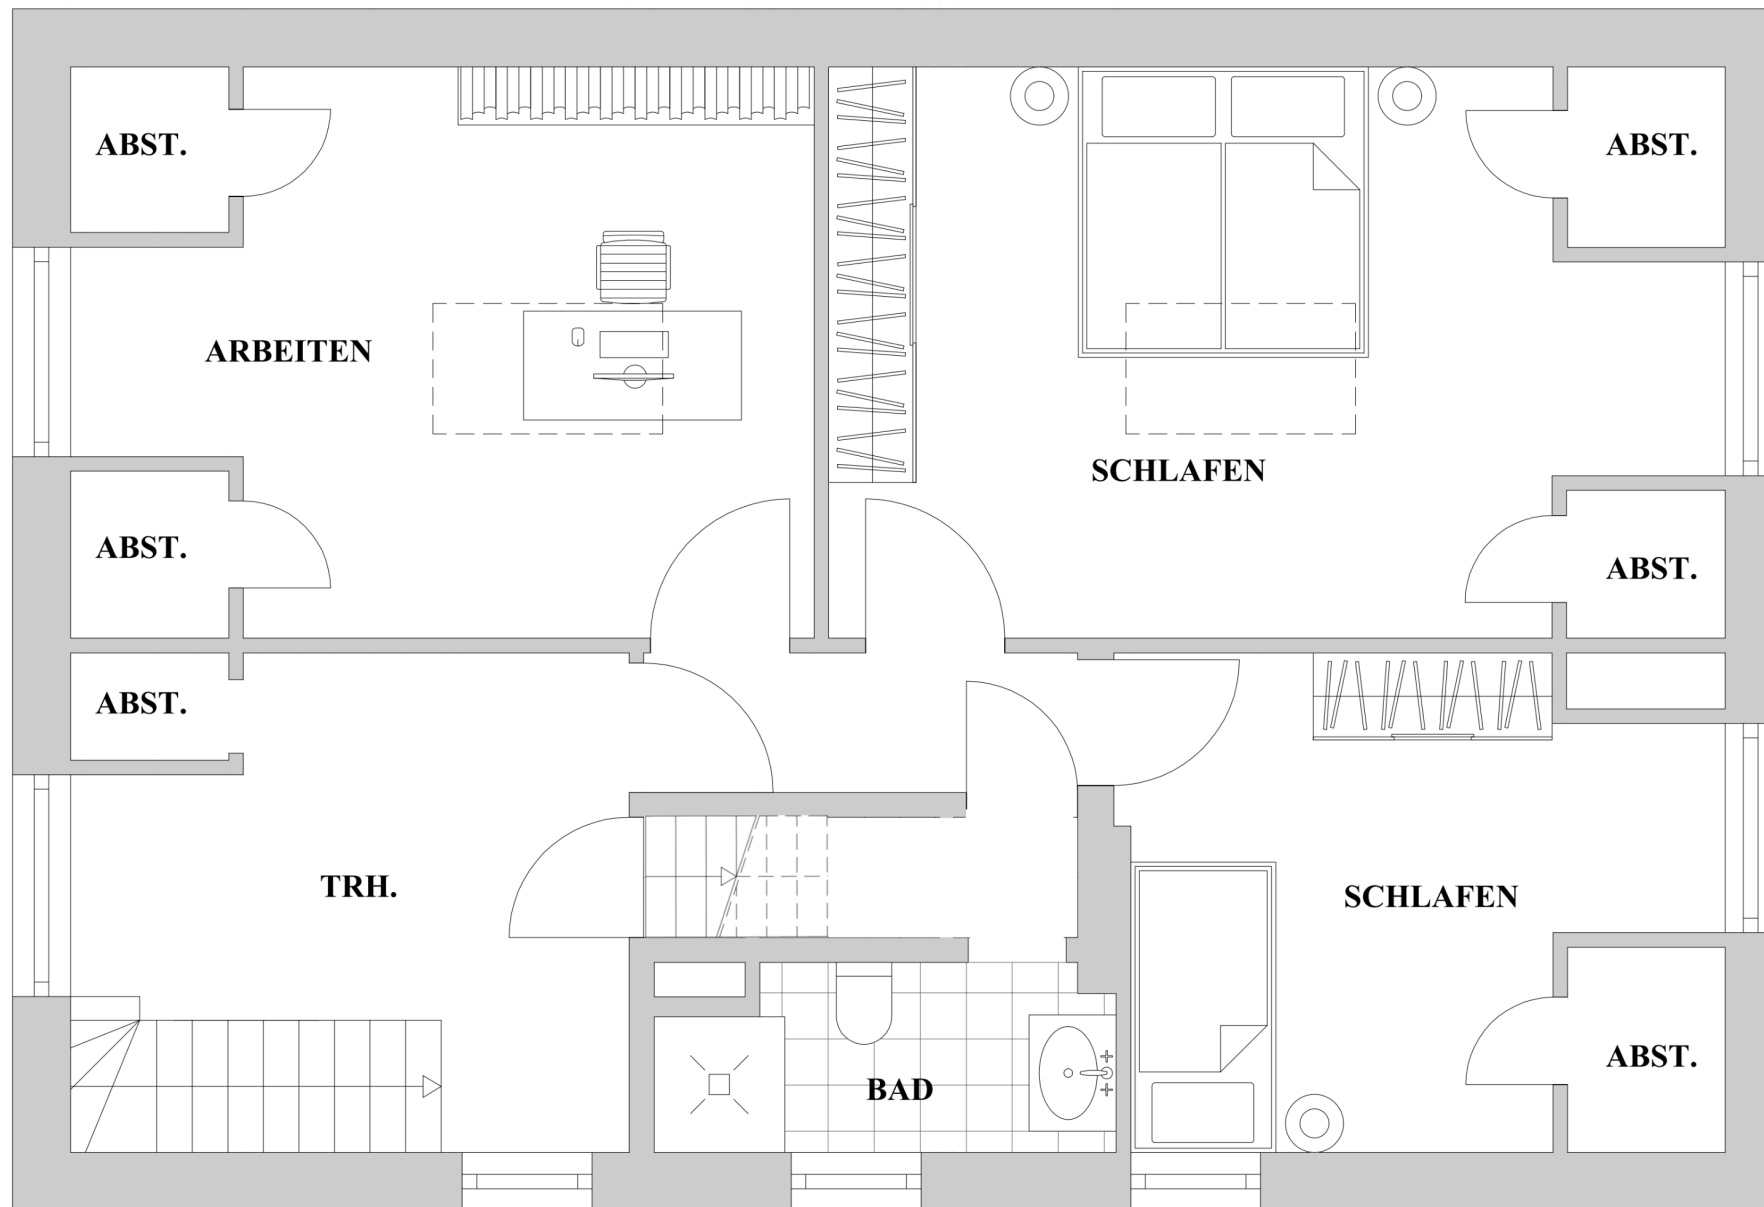 ABST.
ABST.
ARBEITEN
SCHLAFEN
ABST.
ABST.
ABST.
TRH.
SCHLAFEN
BAD
ABST.